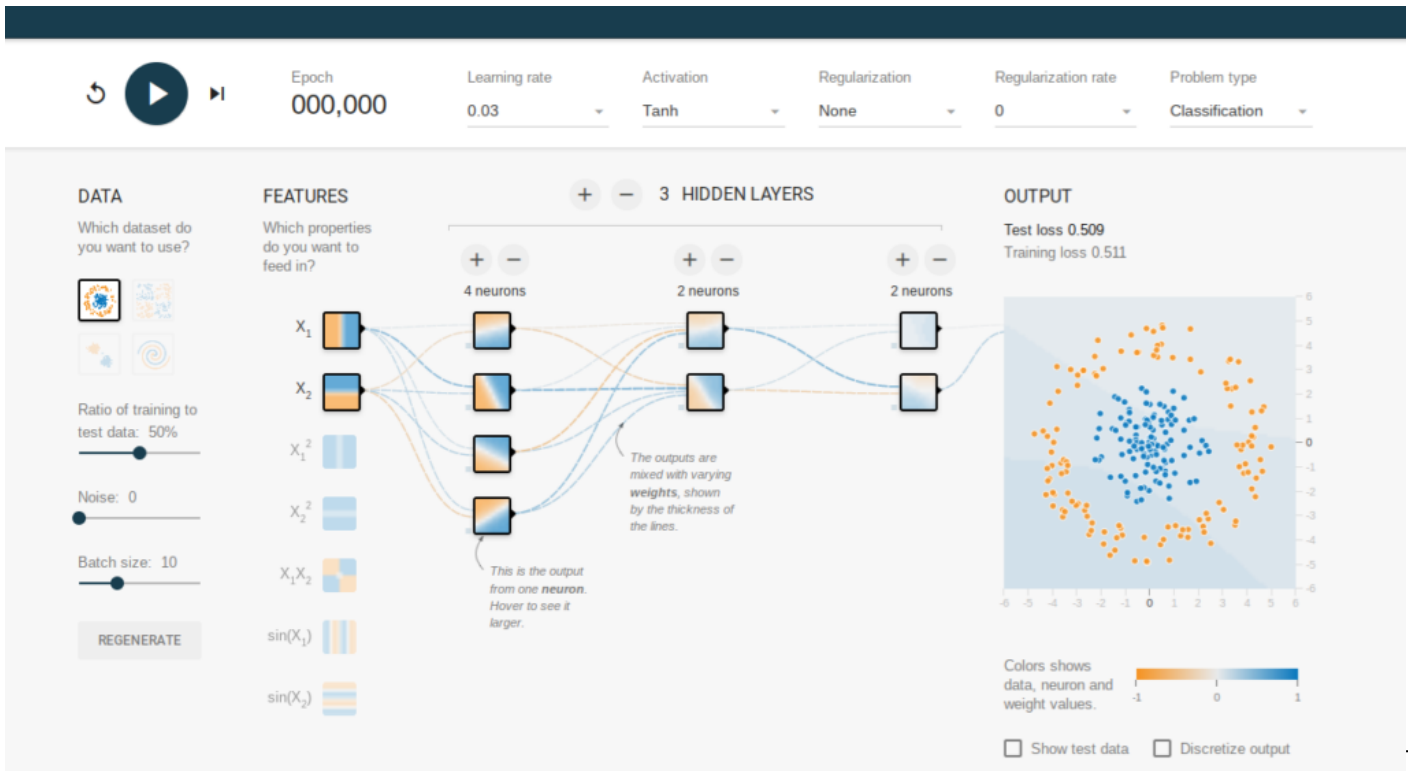 Epoch
000,000
Learning rate
0.03
Activation
Tanh
Regularization
None
Regularization rate
0
Problem type
Classification
DATA
Which dataset do
you want to use?
Ratio of training to
test data: 50%
Noise: 0
Batch size: 10
REGENERATE
FEATURES
Which properties
do you want to
feed in?
X1
X2
X1²
X2²
X1X2
sin(X1)
sin(X2)
+ − 3 HIDDEN LAYERS
+ −
4 neurons
+ −
2 neurons
+ −
2 neurons
This is the output
from one neuron.
Hover to see it
larger.
The outputs are
mixed with varying
weights, shown
by the thickness of
the lines.
OUTPUT
Test loss 0.509
Training loss 0.511
6
5
4
3
2
1
0
-1
-2
-3
-4
-5
-6
-6 -5 -4 -3 -2 -1 0 1 2 3 4 5 6
Colors shows
data, neuron and
weight values.
-1 0 1
Show test data
Discretize output